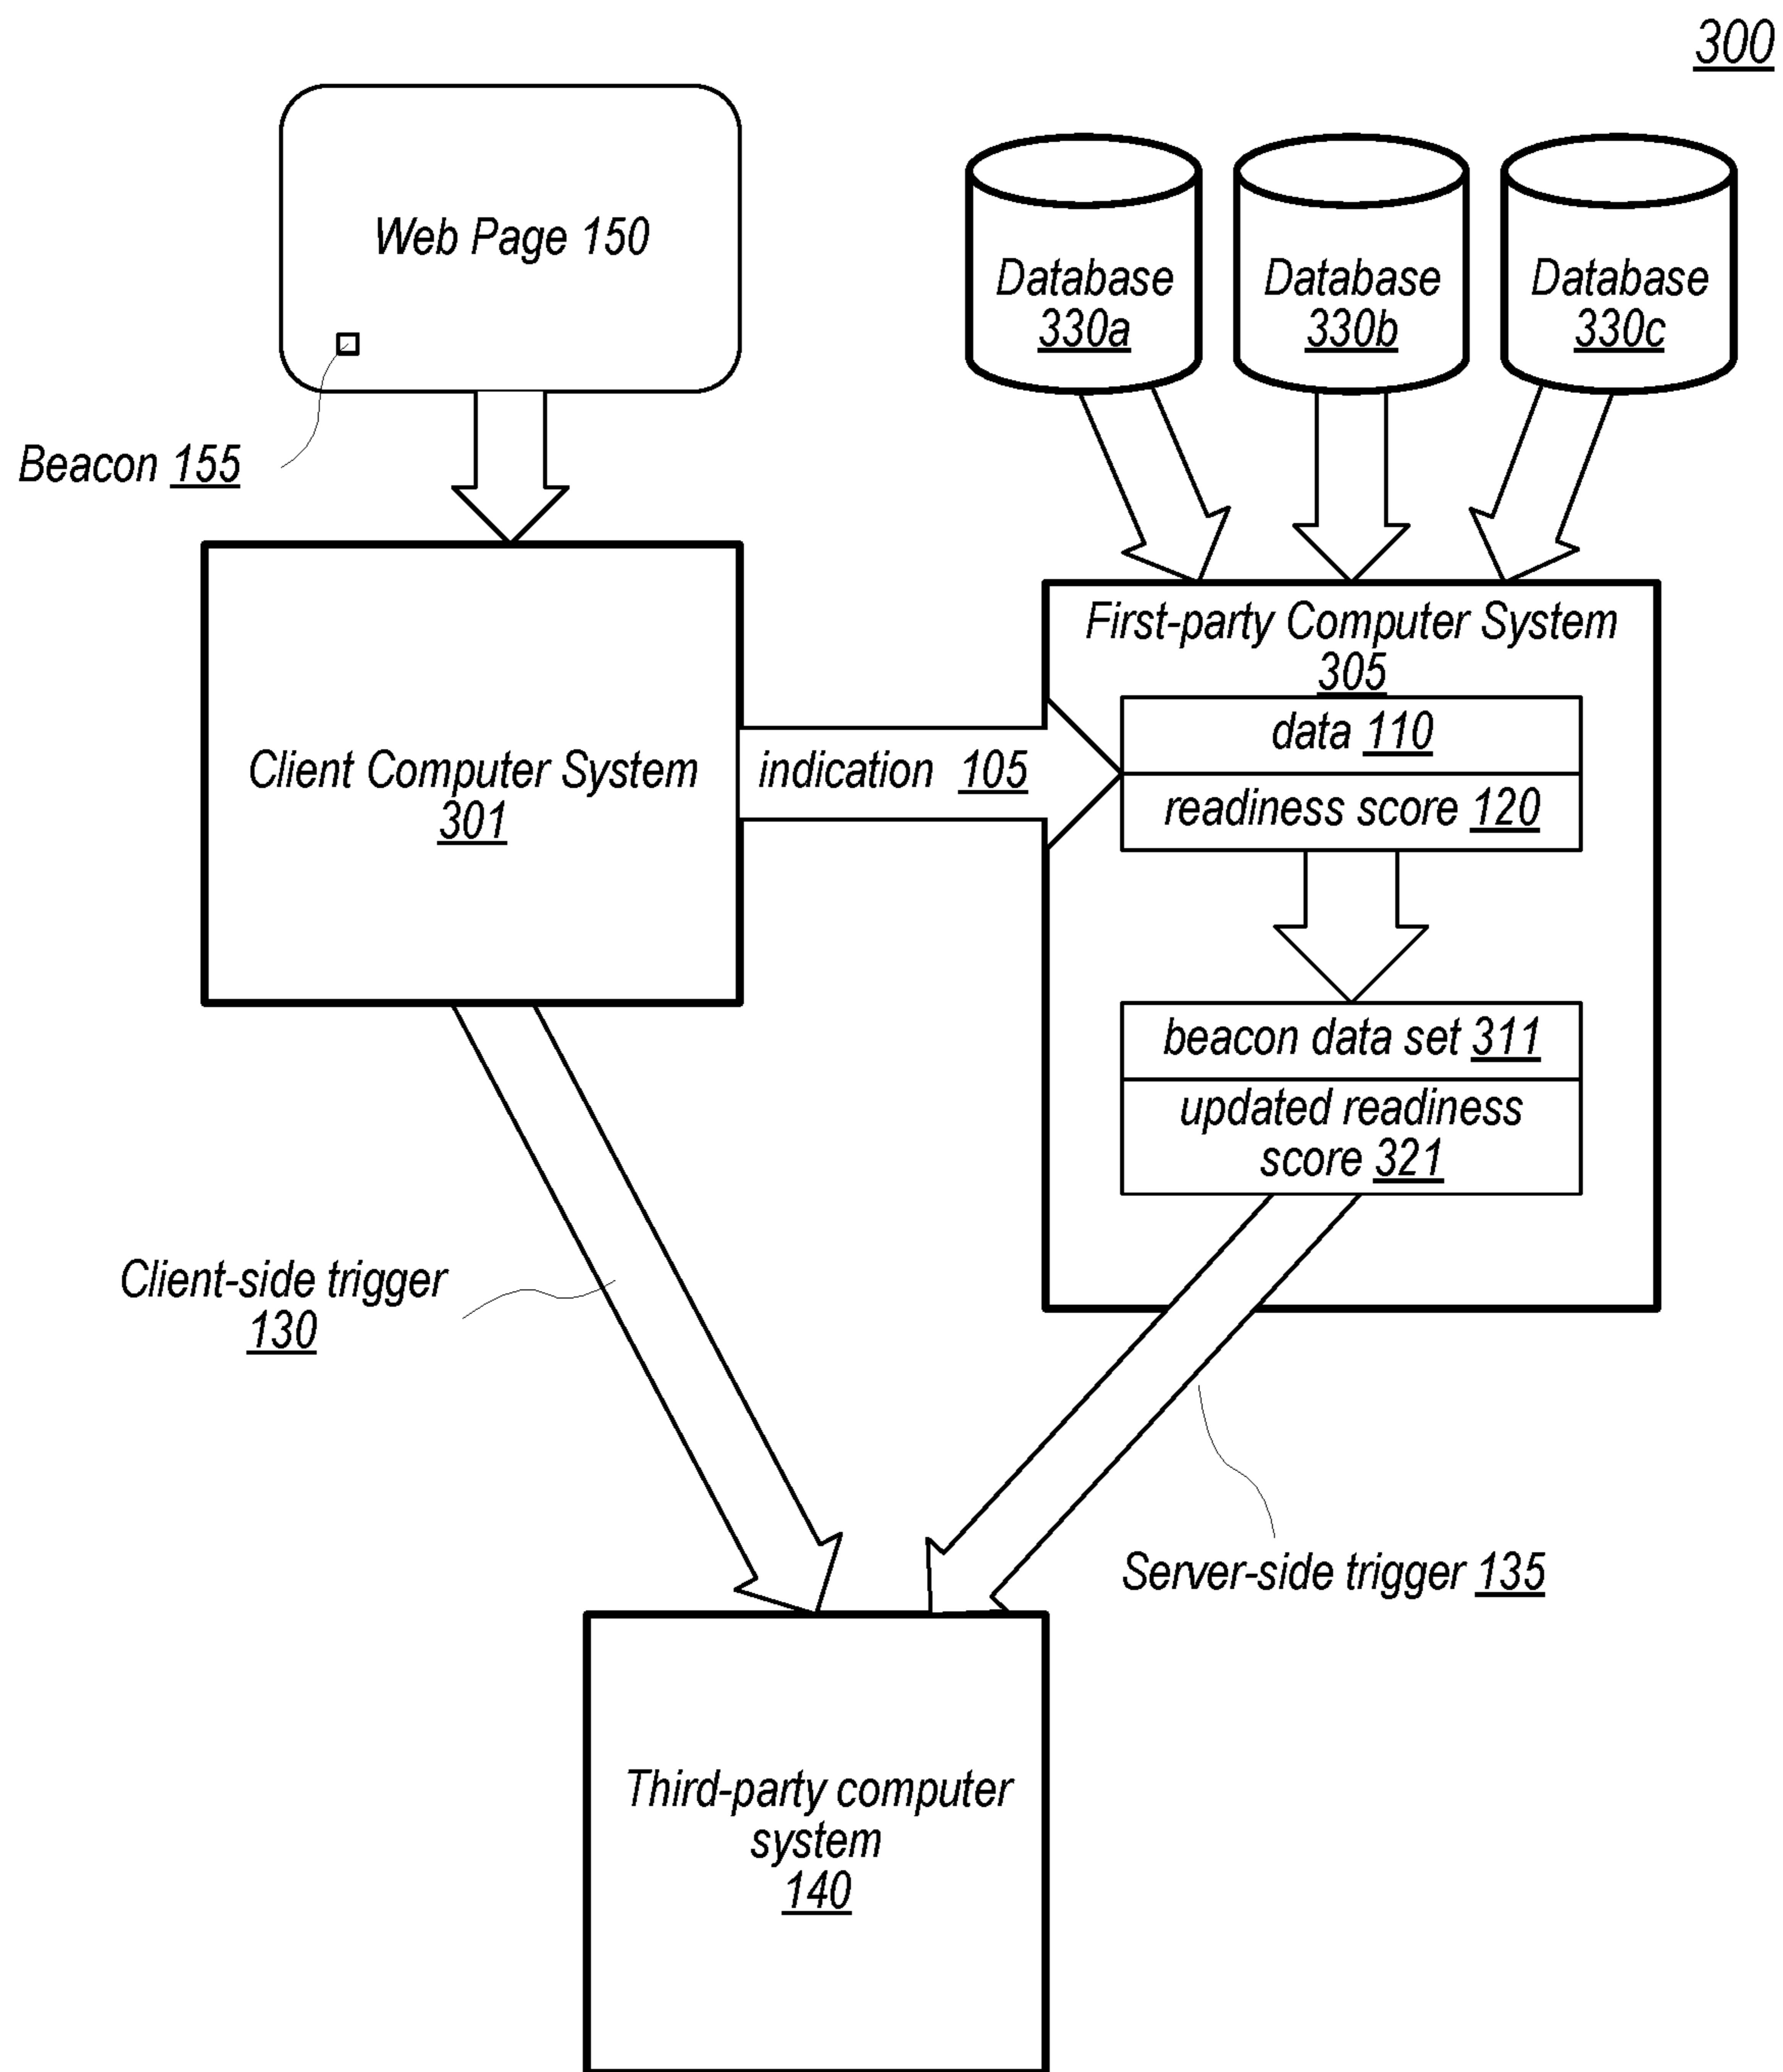 300
Web Page 150
Database
330a
Database
330b
Database
330c
Beacon 155
First-party Computer System
305
Client Computer System
301
indication 105
data 110
readiness score 120
beacon data set 311
updated readiness
score 321
Client-side trigger
130
Server-side trigger 135
Third-party computer
system
140